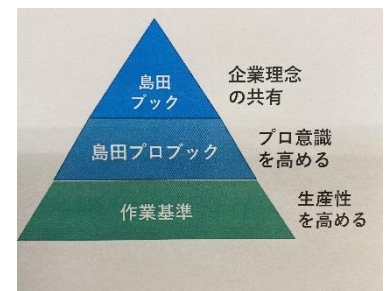 島田
ブック
企業理念
の共有
島田プロブック
プロ意識
を高める
作業基準
生産性
を高める